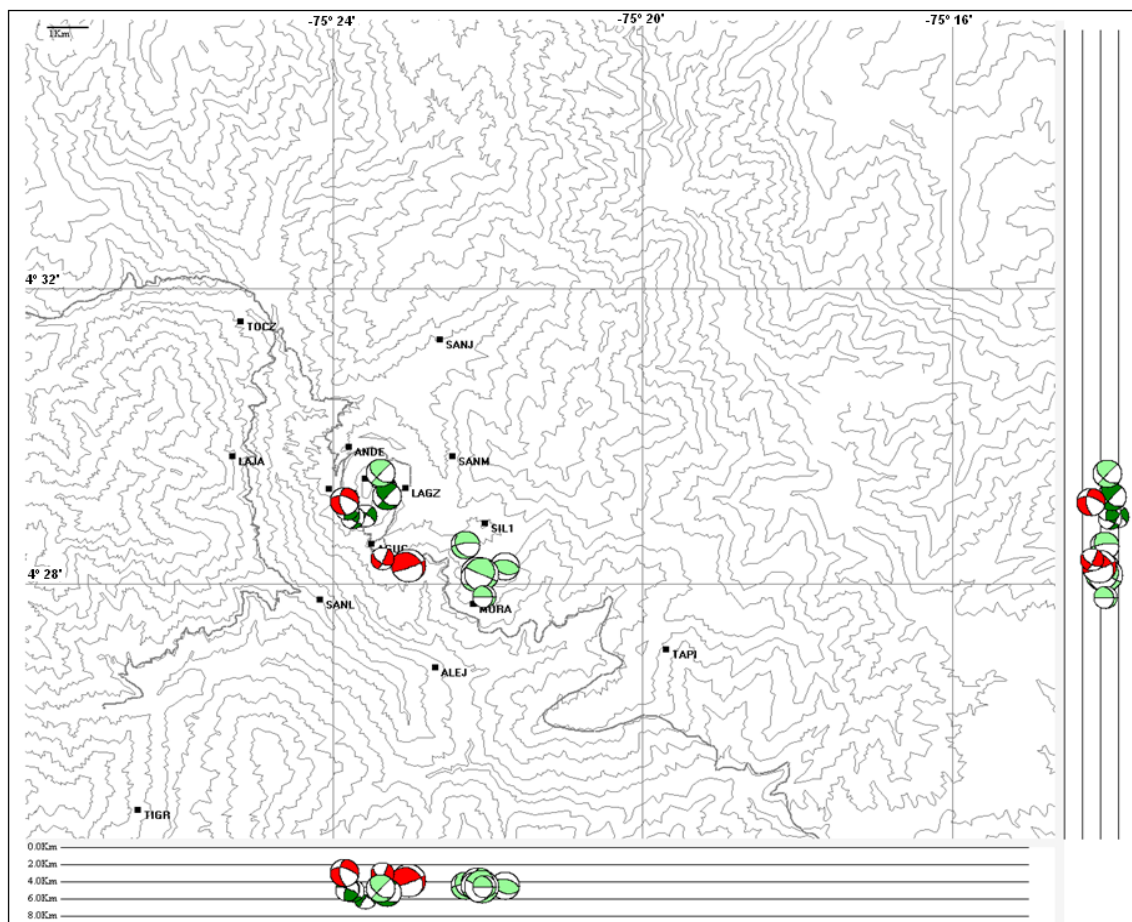 -75° 24' -75° 20' -75° 16'
1Km
4° 32'
TOCZ
SANJ
ANDE
LAJA SANM
LAGZ
SIL1
4° 28'
SANL
MORA
TAPI
ALEJ
TIGR
0.0Km
2.0Km
4.0Km
6.0Km
8.0Km